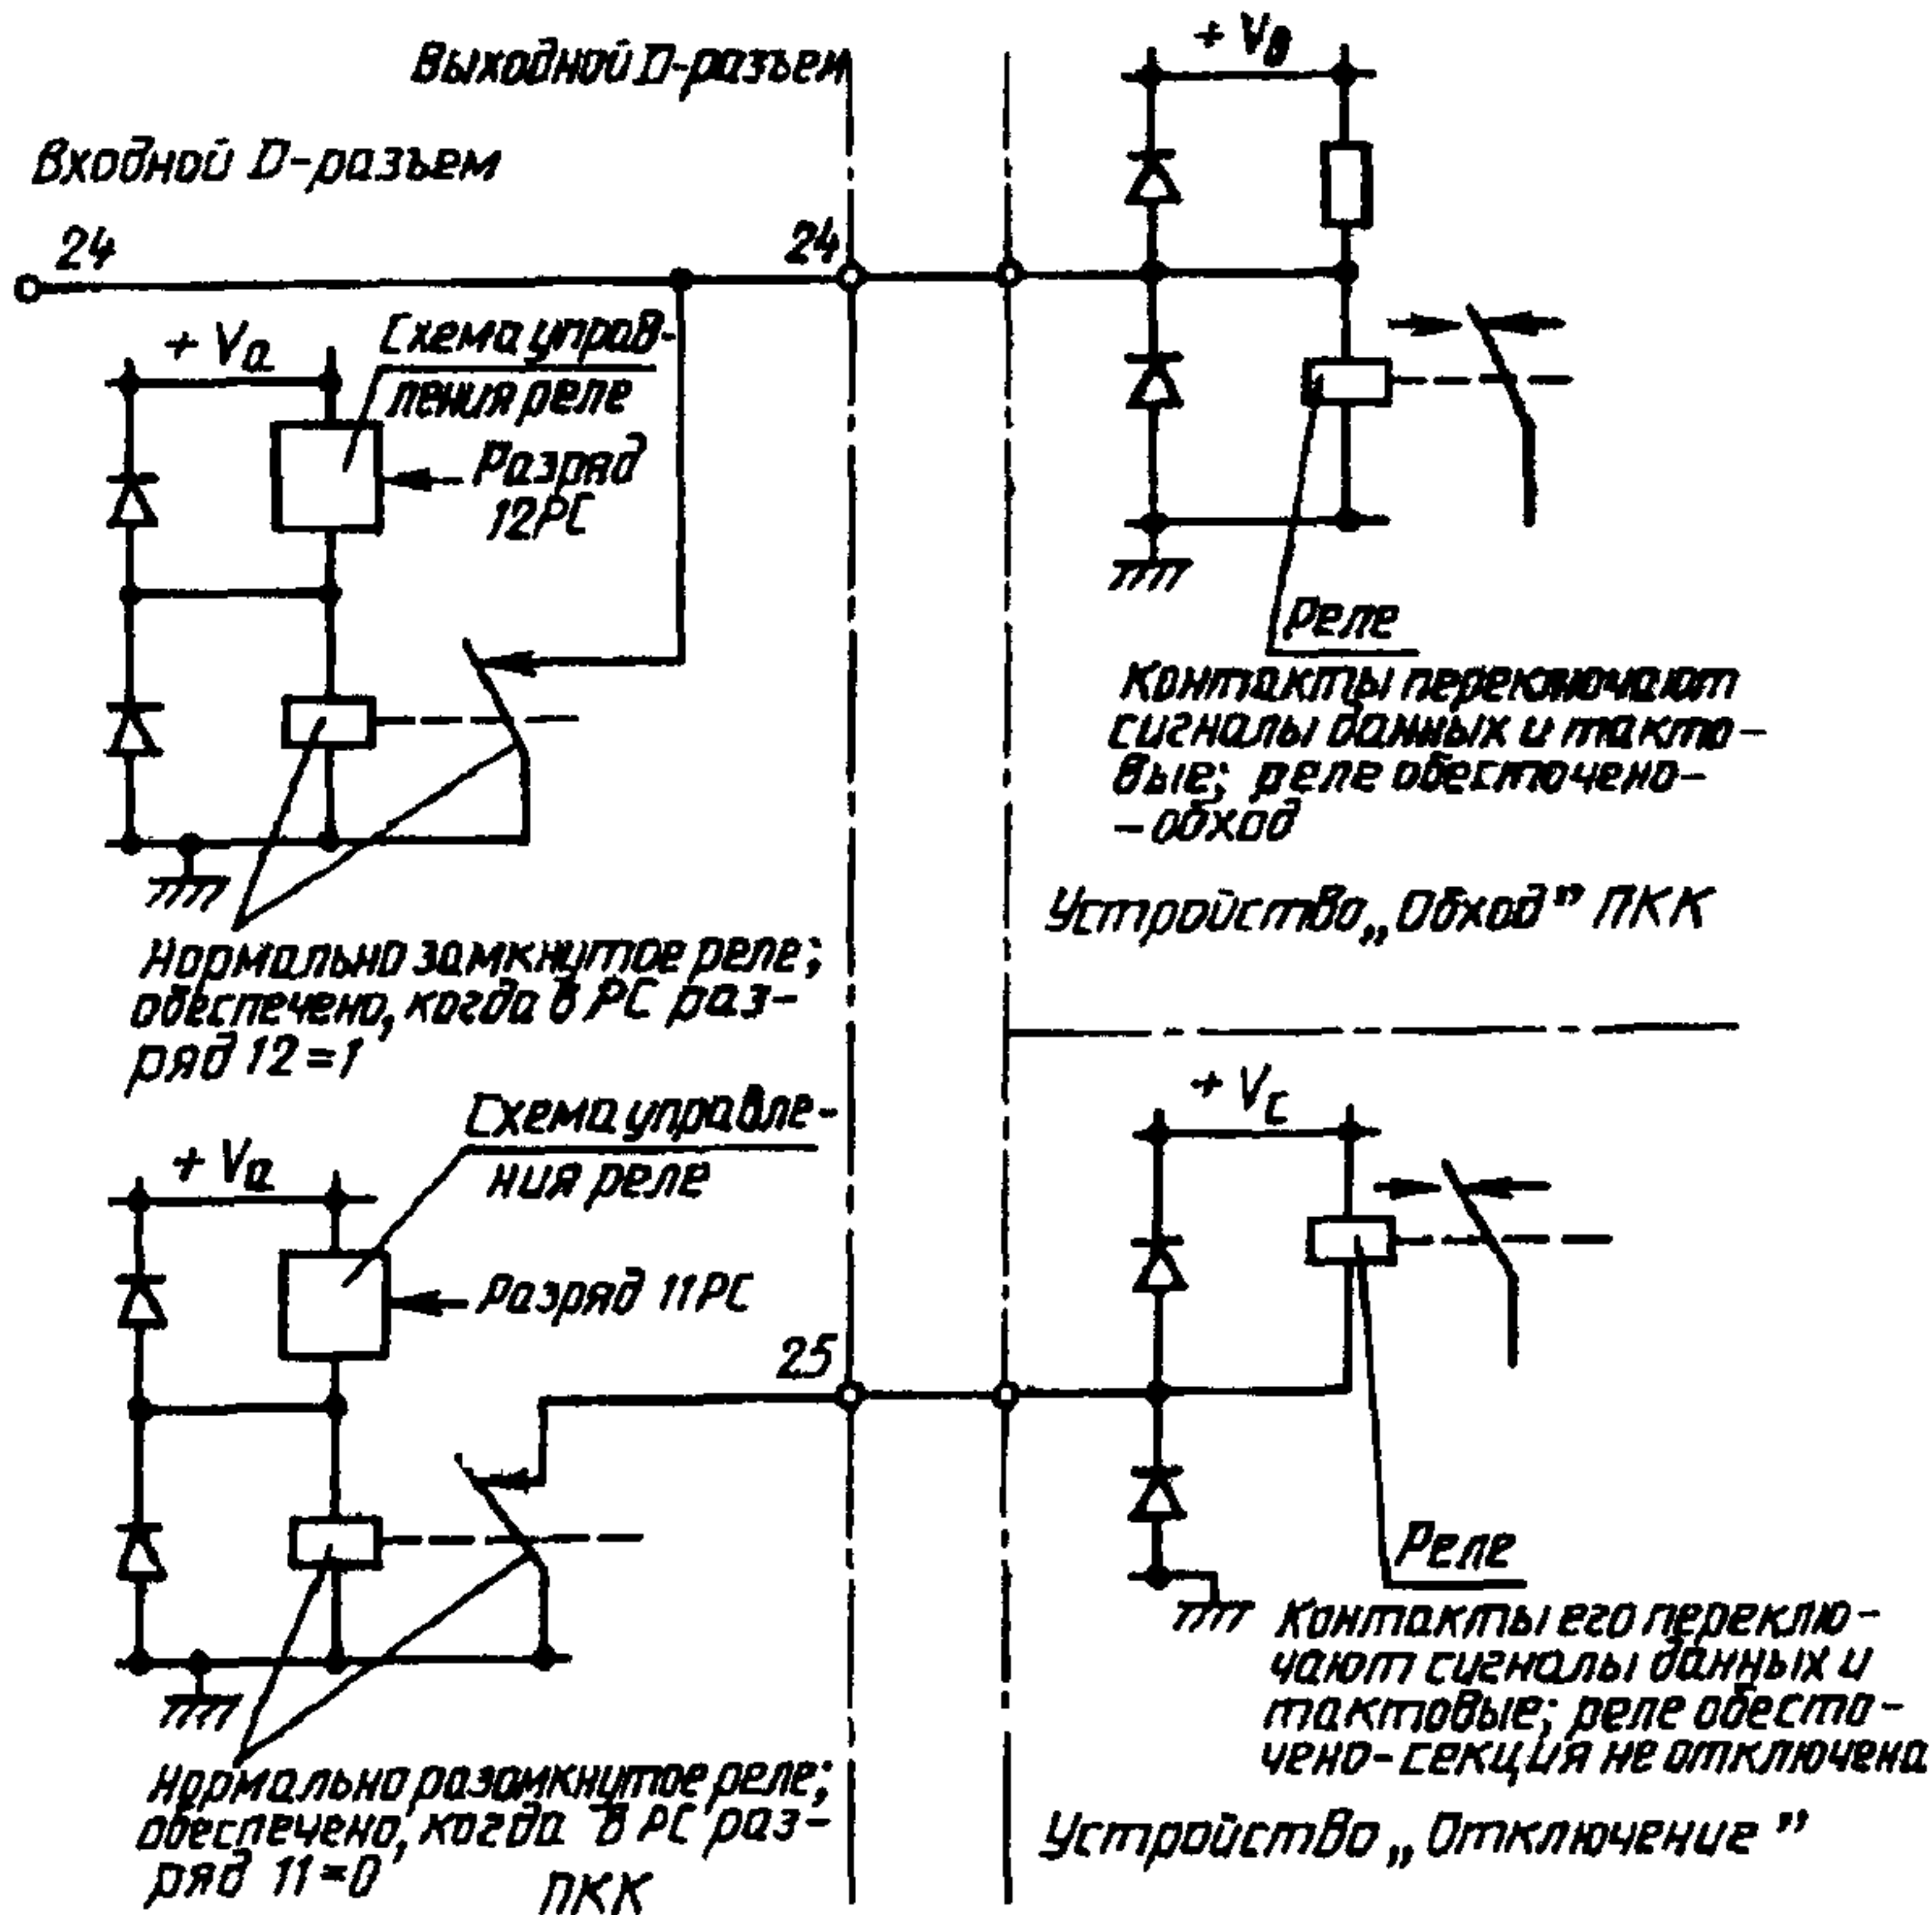 Выходной D-разъем
Входной D-разъем
24
24
+ Va
Схема управ-
ления реле
Разряд
12РС
Нормально замкнутое реле;
обеспечено, когда в РС раз-
ряд 12=1
+ Vв
Реле
Контакты переключают
сигналы данных и такто-
вые; реле обесточено-
-обход
Устройство „Обход” ПКК
+ Va
Схема управле-
ния реле
Разряд 11РС
25
Нормально разомкнутое реле;
обеспечено, когда в РС раз-
ряд 11=0
ПКК
+ Vc
Реле
Контакты его переклю-
чают сигналы данных и
тактовые; реле обесто-
чено-секция не отключена
Устройство „Отключение”